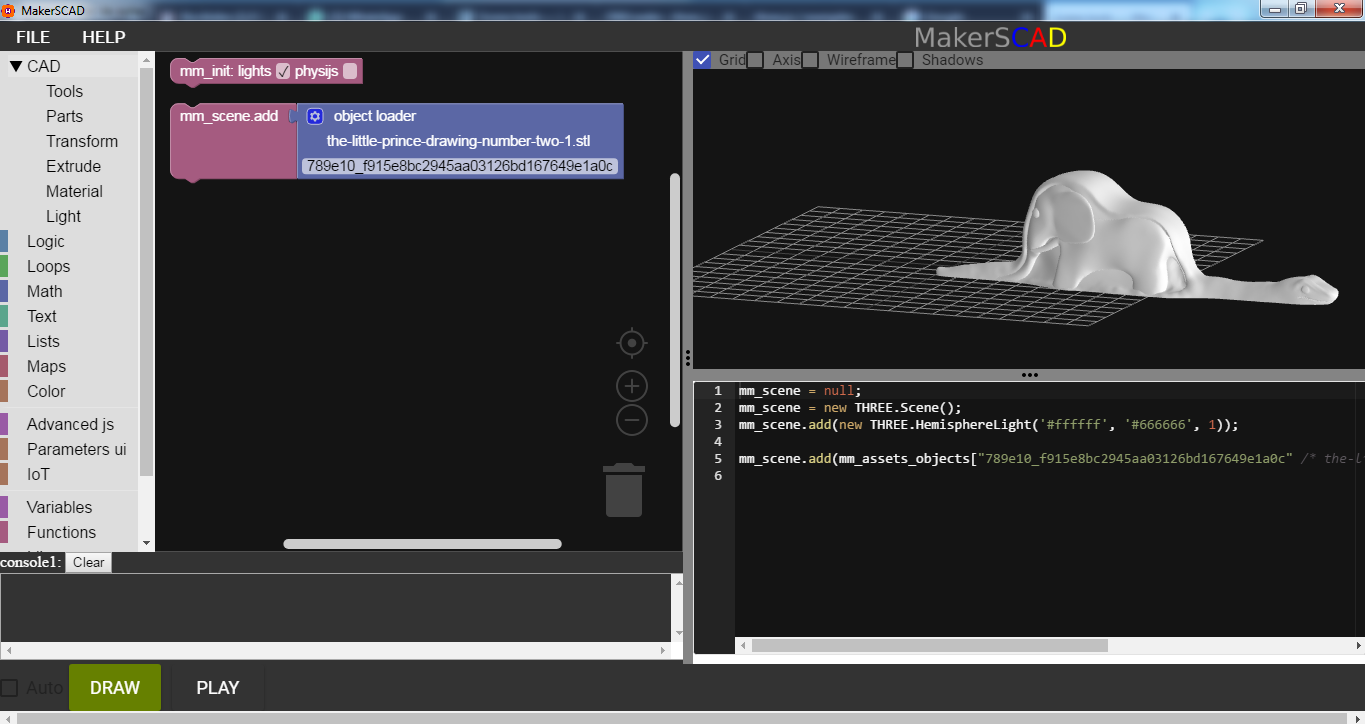 MakerSCAD
FILE HELP
MakerSCAD
CAD
Tools
Parts
Transform
Extrude
Material
Light
Logic
Loops
Math
Text
Lists
Maps
Color
Advanced js
Parameters ui
IoT
Variables
Functions
mm_init: lights physijs
mm_scene.add object loader
the-little-prince-drawing-number-two-1.stl
789e10_f915e8bc2945aa03126bd167649e1a0c
Grid Axis Wireframe Shadows
1 mm_scene = null;
2 mm_scene = new THREE.Scene();
3 mm_scene.add(new THREE.HemisphereLight('#ffffff', '#666666', 1));
4
5 mm_scene.add(mm_assets_objects["789e10_f915e8bc2945aa03126bd167649e1a0c" /* the-l
6
console1: Clear
Auto DRAW PLAY